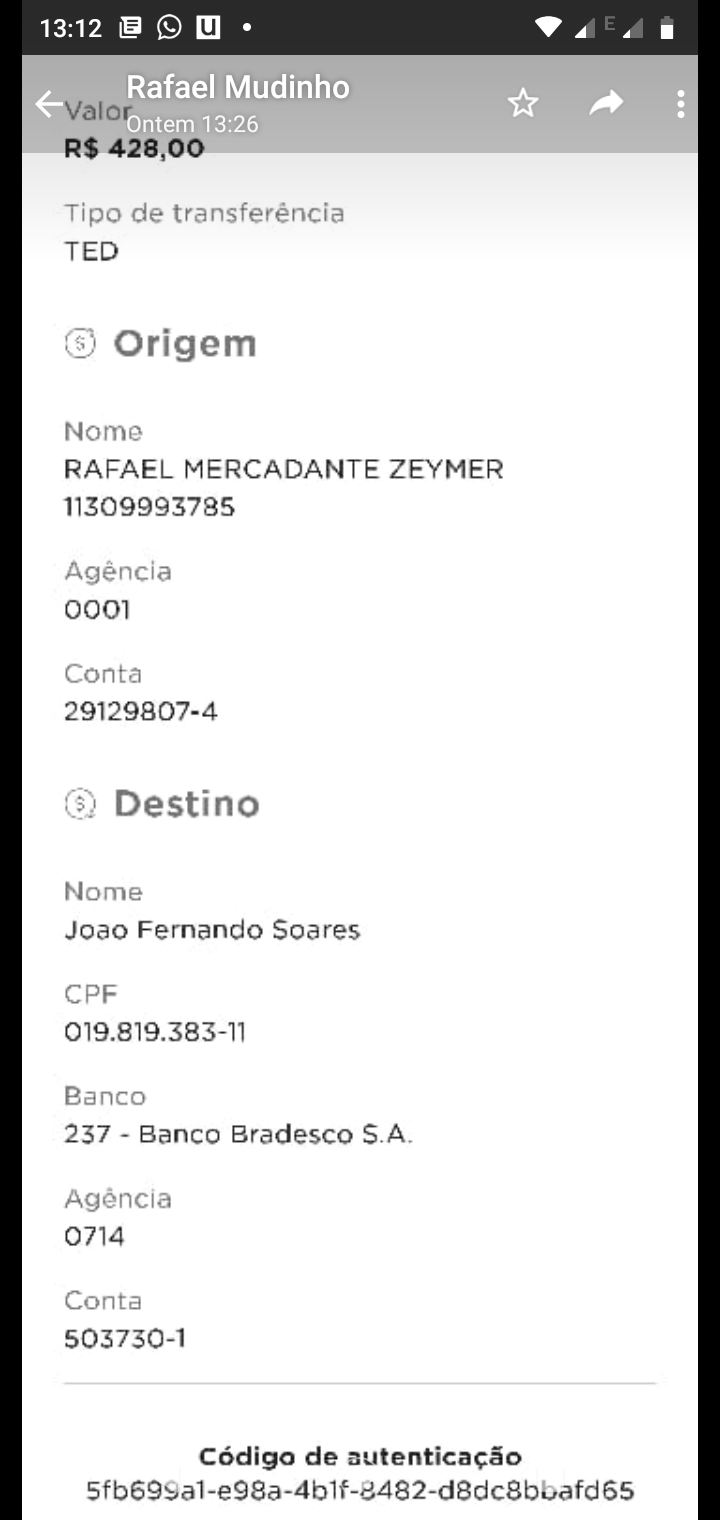 13:12
E
Rafael Mudinho
Valor
Ontem 13:26
R$ 428,00
Tipo de transferência
TED
Origem
Nome
RAFAEL MERCADANTE ZEYMER
11309993785
Agência
0001
Conta
29129807-4
Destino
Nome
Joao Fernando Soares
CPF
019.819.383-11
Banco
237 - Banco Bradesco S.A.
Agência
0714
Conta
503730-1
Código de autenticação
5fb699a1-e98a-4b1f-8482-d8dc8bbafd65